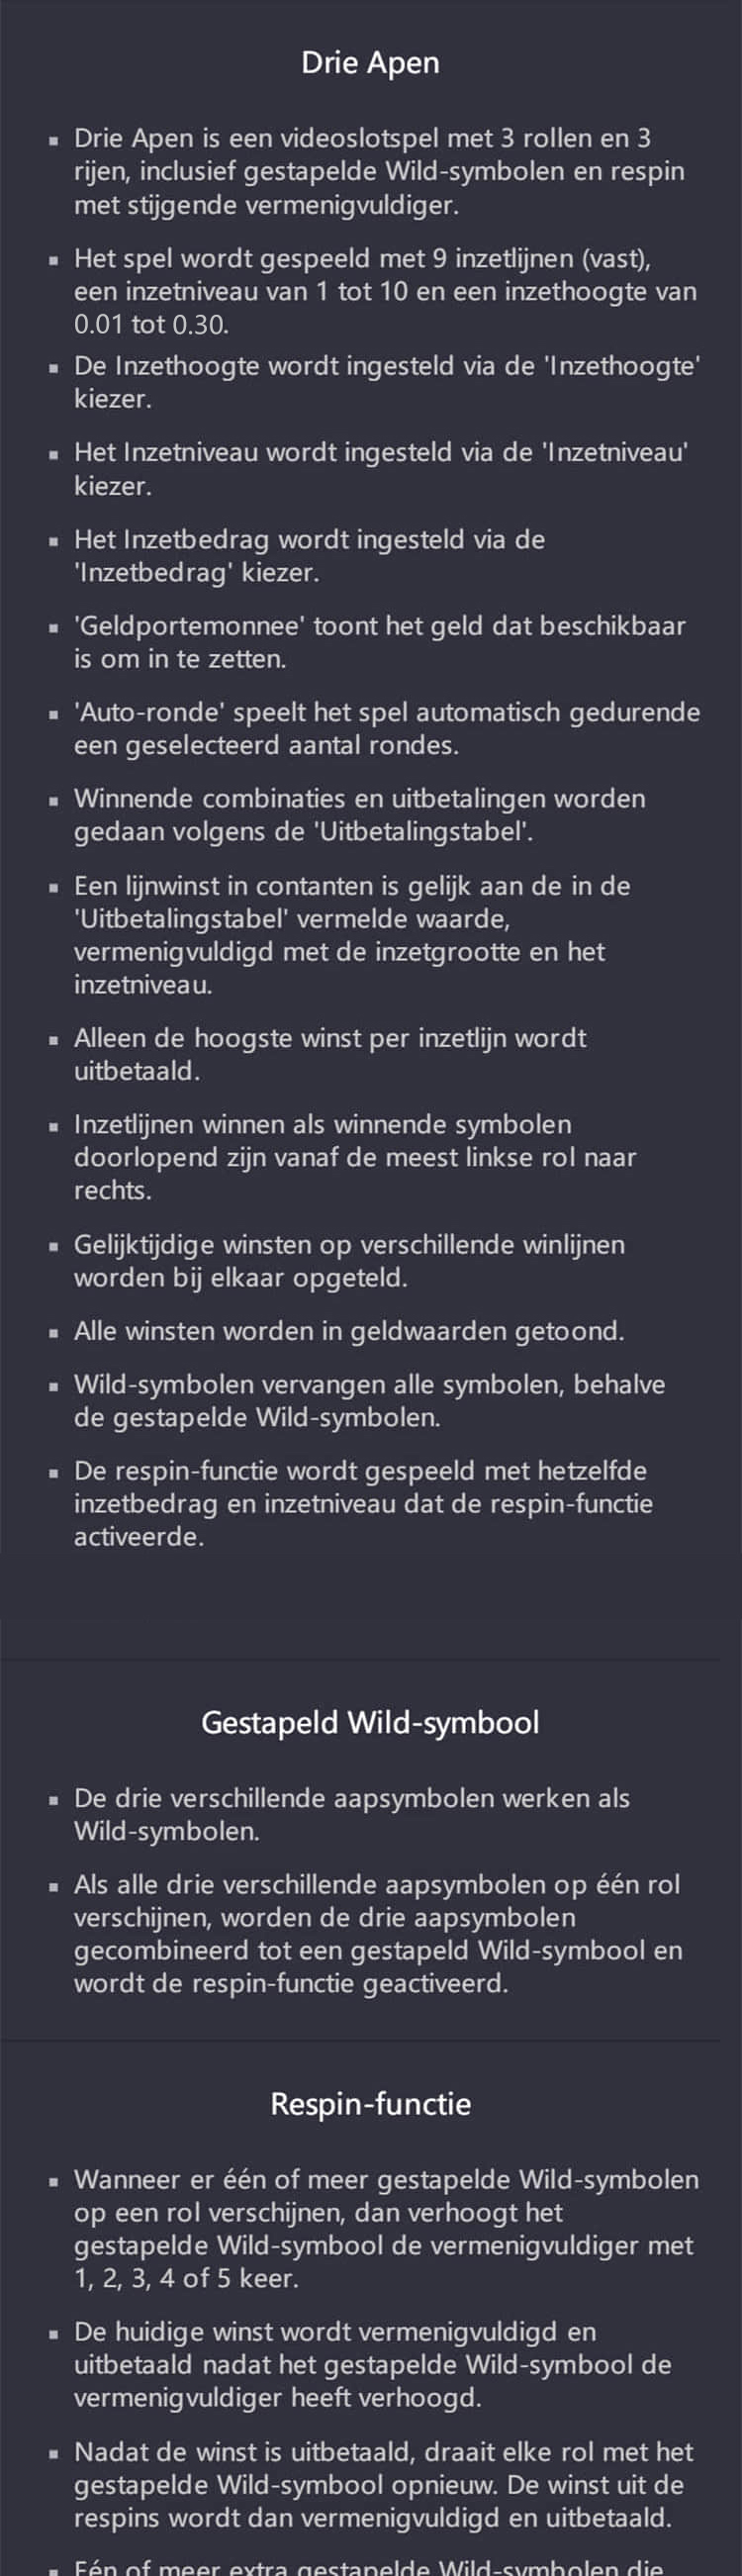 Drie Apen
▪ Drie Apen is een videoslotspel met 3 rollen en 3
rijen, inclusief gestapelde Wild-symbolen en respin
met stijgende vermenigvuldiger.
▪ Het spel wordt gespeeld met 9 inzetlijnen (vast),
een inzetniveau van 1 tot 10 en een inzethoogte van
0.01 tot 0.30.
▪ De Inzethoogte wordt ingesteld via de 'Inzethoogte'
kiezer.
▪ Het Inzetniveau wordt ingesteld via de 'Inzetniveau'
kiezer.
▪ Het Inzetbedrag wordt ingesteld via de
'Inzetbedrag' kiezer.
▪ 'Geldportemonnee' toont het geld dat beschikbaar
is om in te zetten.
▪ 'Auto-ronde' speelt het spel automatisch gedurende
een geselecteerd aantal rondes.
▪ Winnende combinaties en uitbetalingen worden
gedaan volgens de 'Uitbetalingstabel'.
▪ Een lijnwinst in contanten is gelijk aan de in de
'Uitbetalingstabel' vermelde waarde,
vermenigvuldigd met de inzetgrootte en het
inzetniveau.
▪ Alleen de hoogste winst per inzetlijn wordt
uitbetaald.
▪ Inzetlijnen winnen als winnende symbolen
doorlopend zijn vanaf de meest linkse rol naar
rechts.
▪ Gelijktijdige winsten op verschillende winlijnen
worden bij elkaar opgeteld.
▪ Alle winsten worden in geldwaarden getoond.
▪ Wild-symbolen vervangen alle symbolen, behalve
de gestapelde Wild-symbolen.
▪ De respin-functie wordt gespeeld met hetzelfde
inzetbedrag en inzetniveau dat de respin-functie
activeerde.
Gestapeld Wild-symbool
▪ De drie verschillende aapsymbolen werken als
Wild-symbolen.
▪ Als alle drie verschillende aapsymbolen op één rol
verschijnen, worden de drie aapsymbolen
gecombineerd tot een gestapeld Wild-symbool en
wordt de respin-functie geactiveerd.
Respin-functie
▪ Wanneer er één of meer gestapelde Wild-symbolen
op een rol verschijnen, dan verhoogt het
gestapelde Wild-symbool de vermenigvuldiger met
1, 2, 3, 4 of 5 keer.
▪ De huidige winst wordt vermenigvuldigd en
uitbetaald nadat het gestapelde Wild-symbool de
vermenigvuldiger heeft verhoogd.
▪ Nadat de winst is uitbetaald, draait elke rol met het
gestapelde Wild-symbool opnieuw. De winst uit de
respins wordt dan vermenigvuldigd en uitbetaald.
▪ Eén of meer extra gestapelde Wild-symbolen die